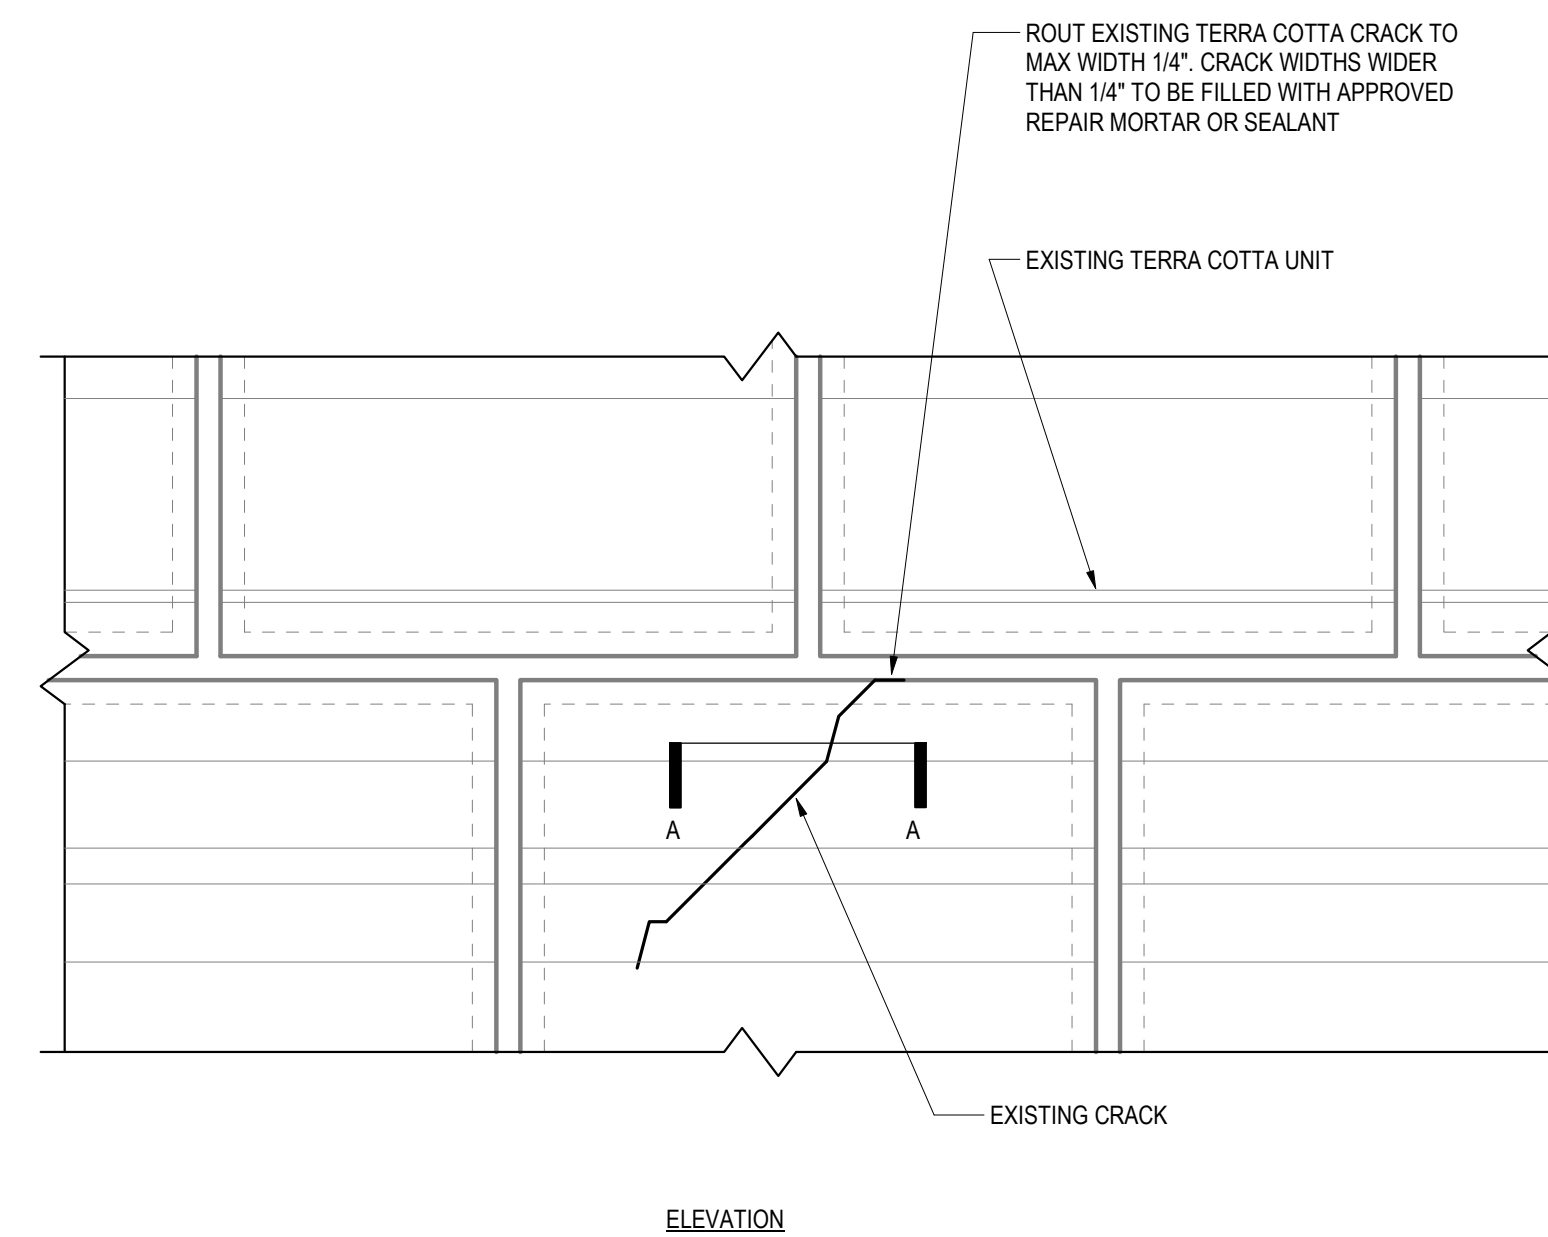 ROUT EXISTING TERRA COTTA CRACK TO
MAX WIDTH 1/4". CRACK WIDTHS WIDER
THAN 1/4" TO BE FILLED WITH APPROVED
REPAIR MORTAR OR SEALANT
EXISTING TERRA COTTA UNIT
A A
EXISTING CRACK
ELEVATION